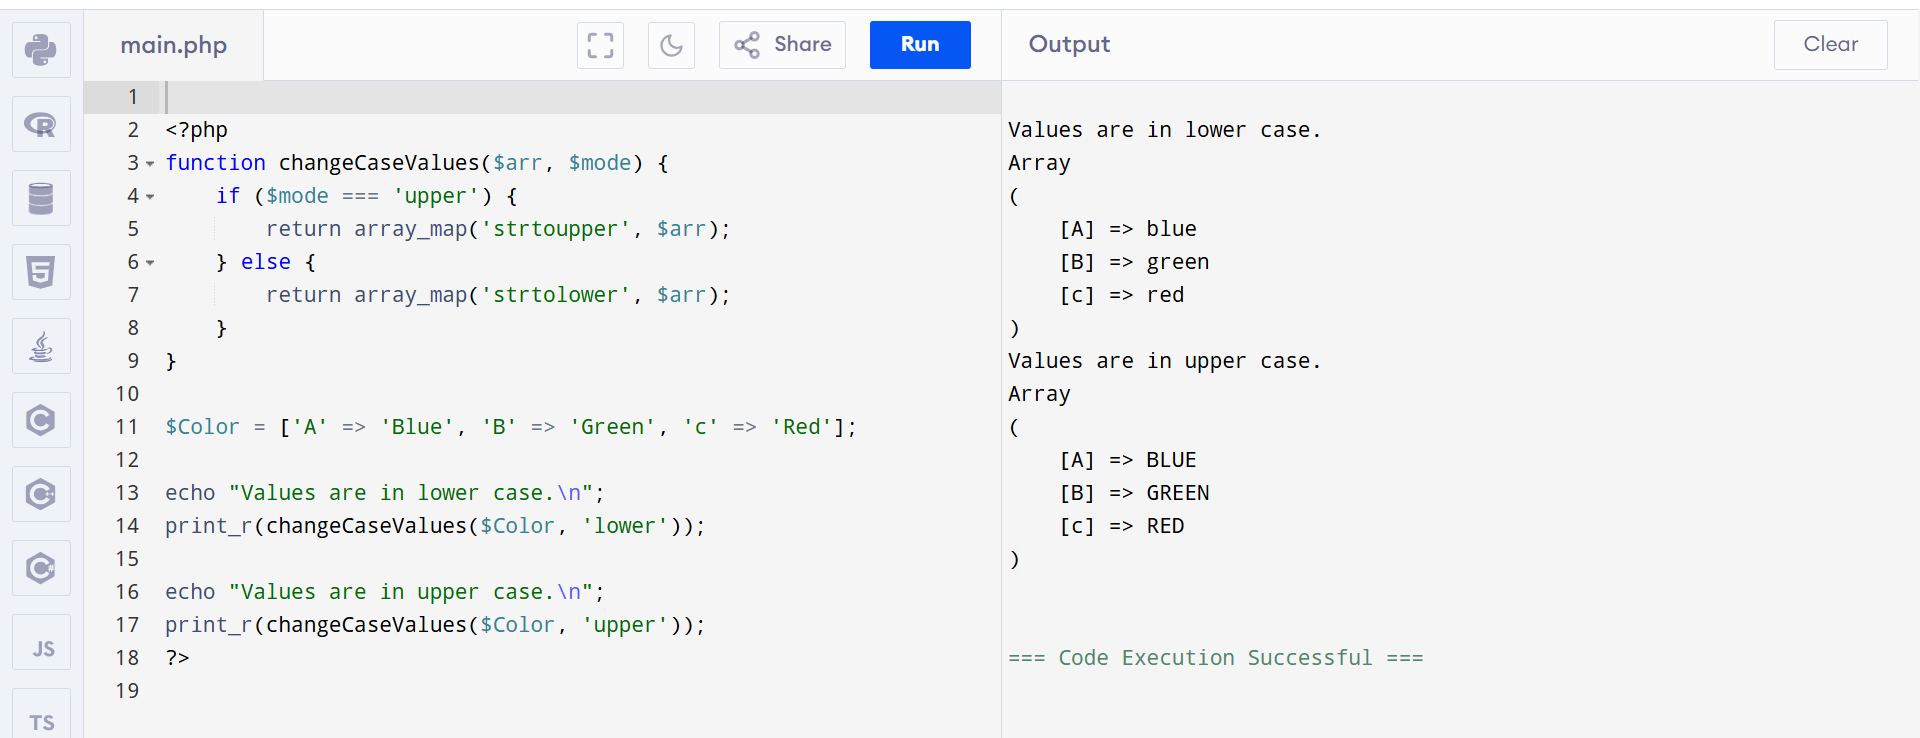 main.php
Share
Run
Output
Clear
1
2 <?php
3 function changeCaseValues($arr, $mode) {
4     if ($mode === 'upper') {
5         return array_map('strtoupper', $arr);
6     } else {
7         return array_map('strtolower', $arr);
8     }
9 }
10
11 $Color = ['A' => 'Blue', 'B' => 'Green', 'c' => 'Red'];
12
13 echo "Values are in lower case.\n";
14 print_r(changeCaseValues($Color, 'lower'));
15
16 echo "Values are in upper case.\n";
17 print_r(changeCaseValues($Color, 'upper'));
18 ?>
19
Values are in lower case.
Array
(
    [A] => blue
    [B] => green
    [c] => red
)
Values are in upper case.
Array
(
    [A] => BLUE
    [B] => GREEN
    [c] => RED
)
=== Code Execution Successful ===
R
5
C
C++
C#
JS
TS